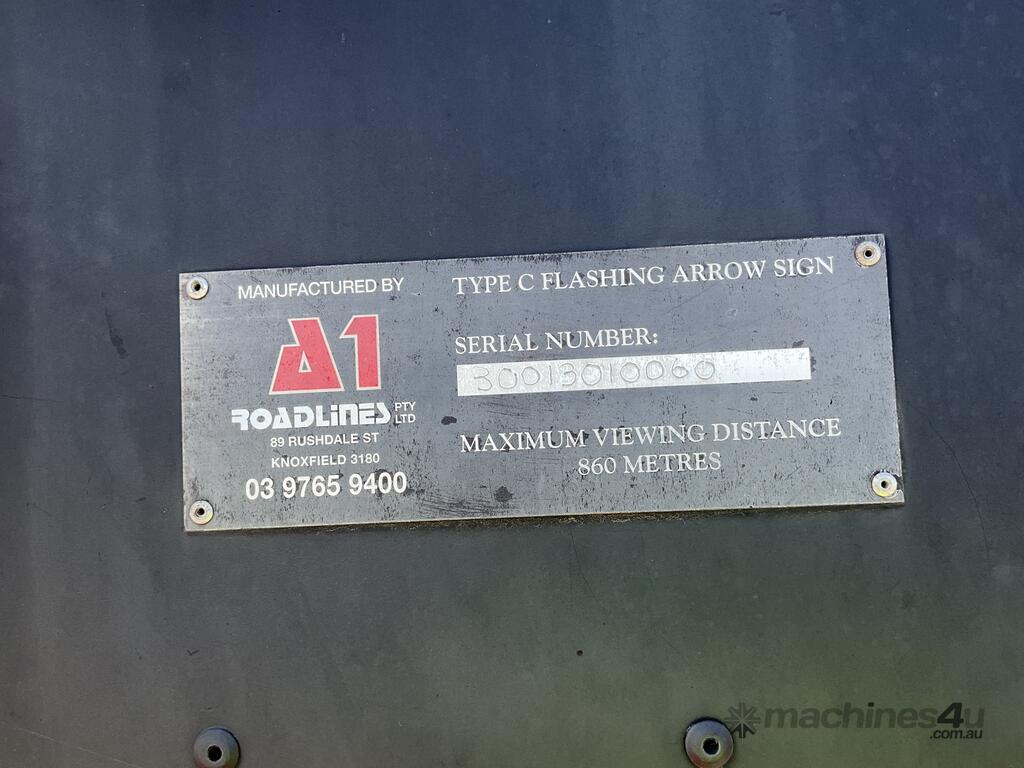 MANUFACTURED BY
A1
ROADLINES PTY LTD
89 RUSHDALE ST
KNOXFIELD 3180
03 9765 9400
TYPE C FLASHING ARROW SIGN
SERIAL NUMBER:
30013010060
MAXIMUM VIEWING DISTANCE
860 METRES
machines4u
.com.au